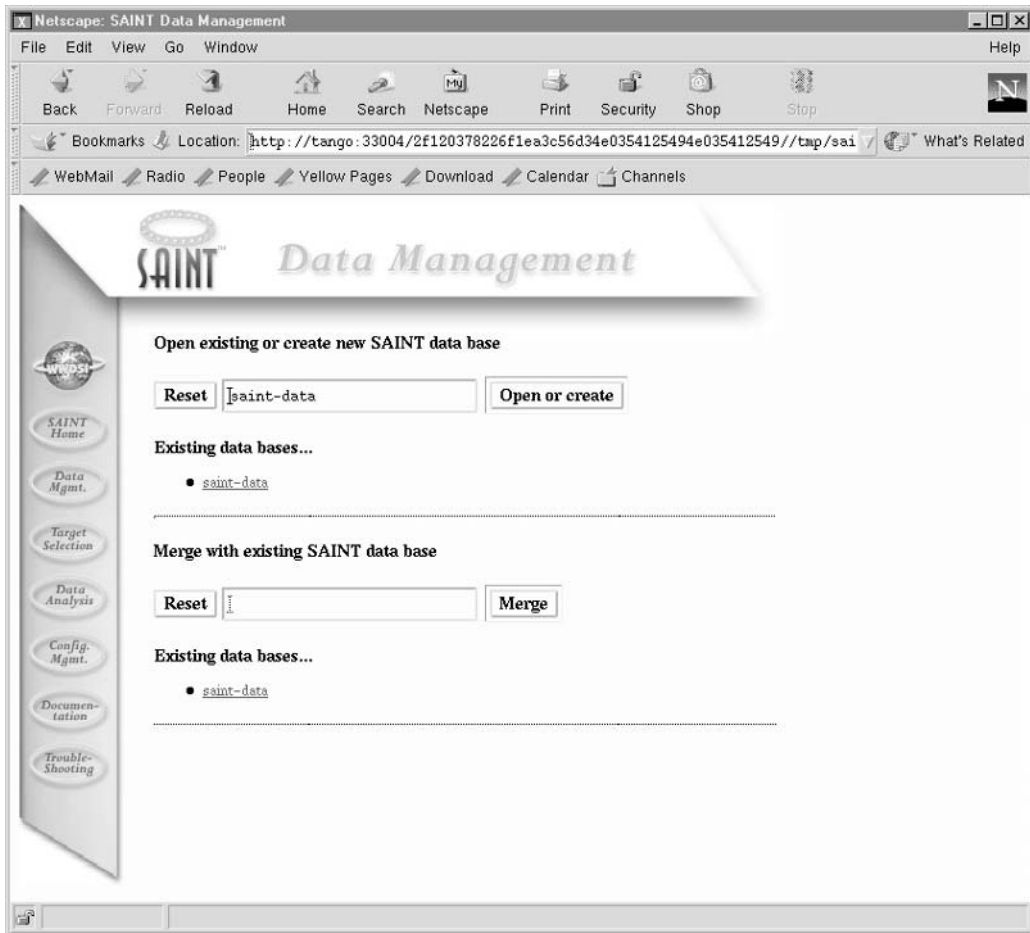 Netscape: SAINT Data Management
File Edit View Go Window Help
Back Forward Reload Home Search Netscape Print Security Shop Stop
My
N
Bookmarks Location: http://tango:33004/2f120378226f1ea3c56d34e0354125494e035412549//tmp/sai What's Related
WebMail Radio People Yellow Pages Download Calendar Channels
SAINT™ Data Management
Open existing or create new SAINT data base
Reset saint-data Open or create
Existing data bases...
• saint-data
Merge with existing SAINT data base
Reset Merge
Existing data bases...
• saint-data
WWDSI
SAINT
Home
Data
Mgmt.
Target
Selection
Data
Analysis
Config.
Mgmt.
Documen-
tation
Trouble-
Shooting